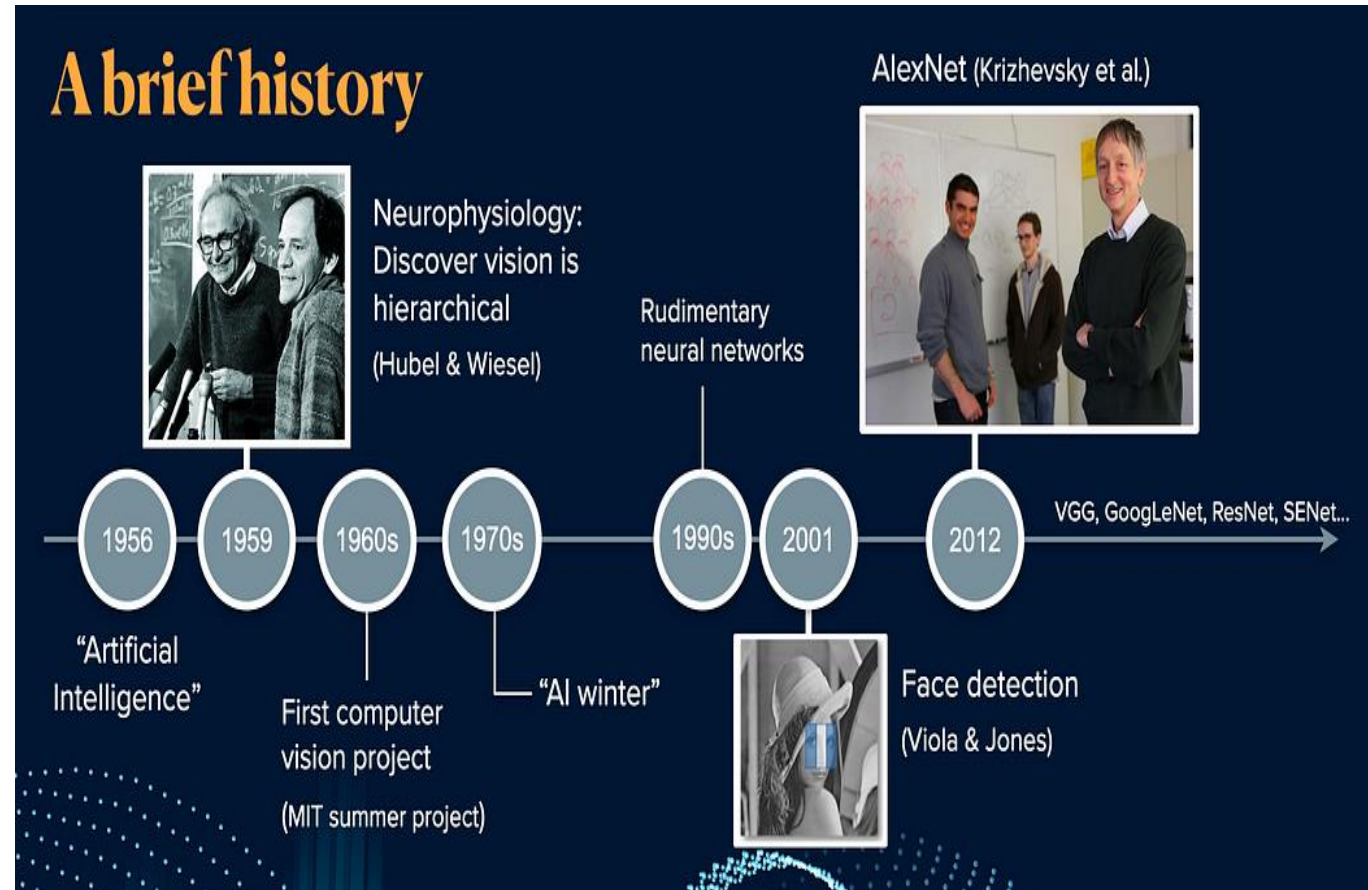 A brief history
AlexNet (Krizhevsky et al.)
Neurophysiology:
Discover vision is
hierarchical
(Hubel & Wiesel)
Rudimentary
neural networks
1956
1959
1960s
1970s
1990s
2001
2012
VGG, GoogLeNet, ResNet, SENet...
“Artificial
Intelligence”
First computer
vision project
(MIT summer project)
“AI winter”
Face detection
(Viola & Jones)